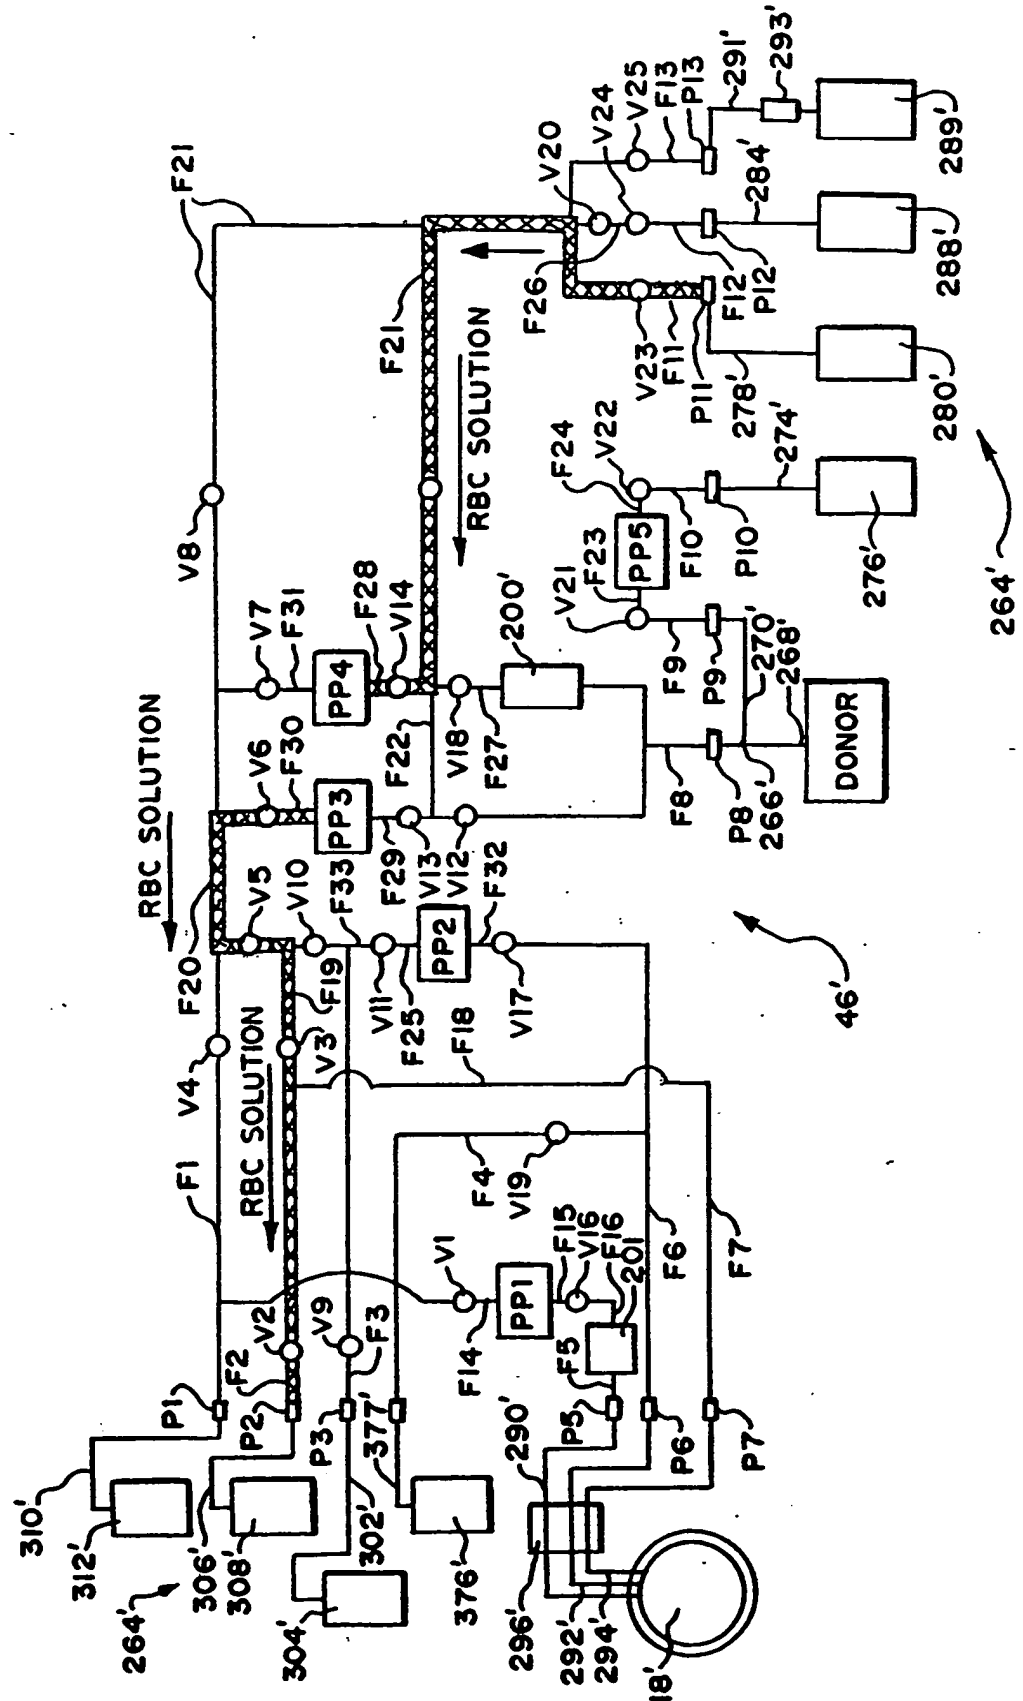 310'
312'
264'
306'
308'
304'
302'
377'
376'
290'
296'
292'
294'
18'
P1
P2
P3
P5
P6
P7
F1
V4
F20
RBC SOLUTION
V8
F21
F2
V2
RBC SOLUTION
V3
F19
V5
V10
F33
V6
F30
PP3
V7
F31
PP4
F28
V14
F21
RBC SOLUTION
V9
F3
V11
F25
PP2
F32
V17
F29
V13
V12
F22
V18
F27
200'
F18
F4
V19
V1
F14
PP1
F15
V16
F16
201
F5
F6
F7
46'
F8
P8
266'
DONOR
268'
270'
P9
F9
V21
F23
PP5
F24
V22
F10
P10
274'
276'
264'
V23
F11
P11
278'
280'
F26
V20
V24
F12
P12
284'
288'
V25
F13
P13
291'
293'
289'